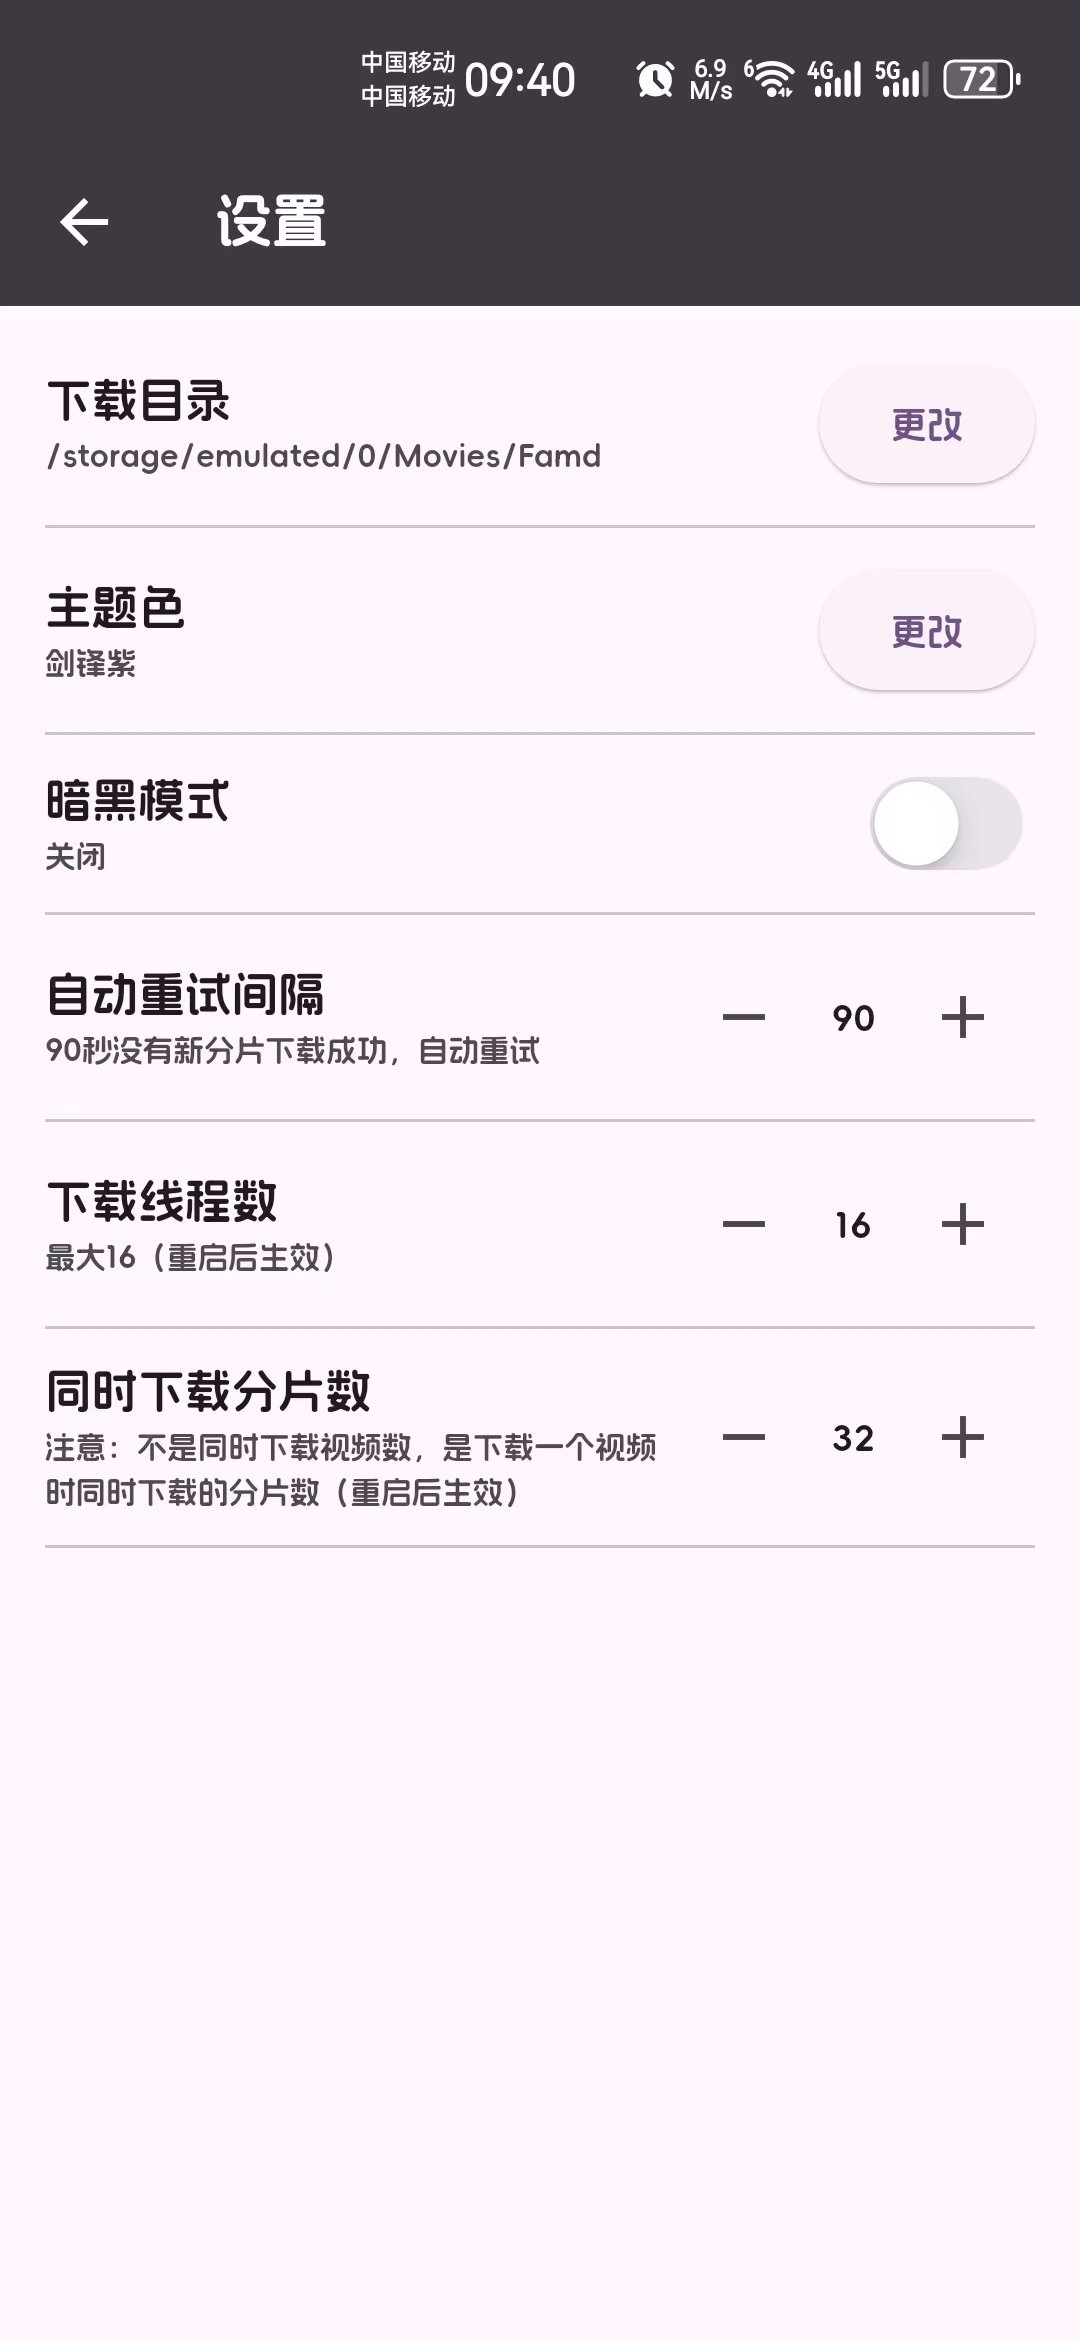 中国移动
中国移动
09:40
6.9
M/s
6
4G
5G
72
设置
下载目录
/storage/emulated/0/Movies/Famd
更改
主题色
剑锋紫
更改
暗黑模式
关闭
自动重试间隔
90秒没有新分片下载成功，自动重试
90
下载线程数
最大16（重启后生效）
16
同时下载分片数
注意：不是同时下载视频数，是下载一个视频
时同时下载的分片数（重启后生效）
32